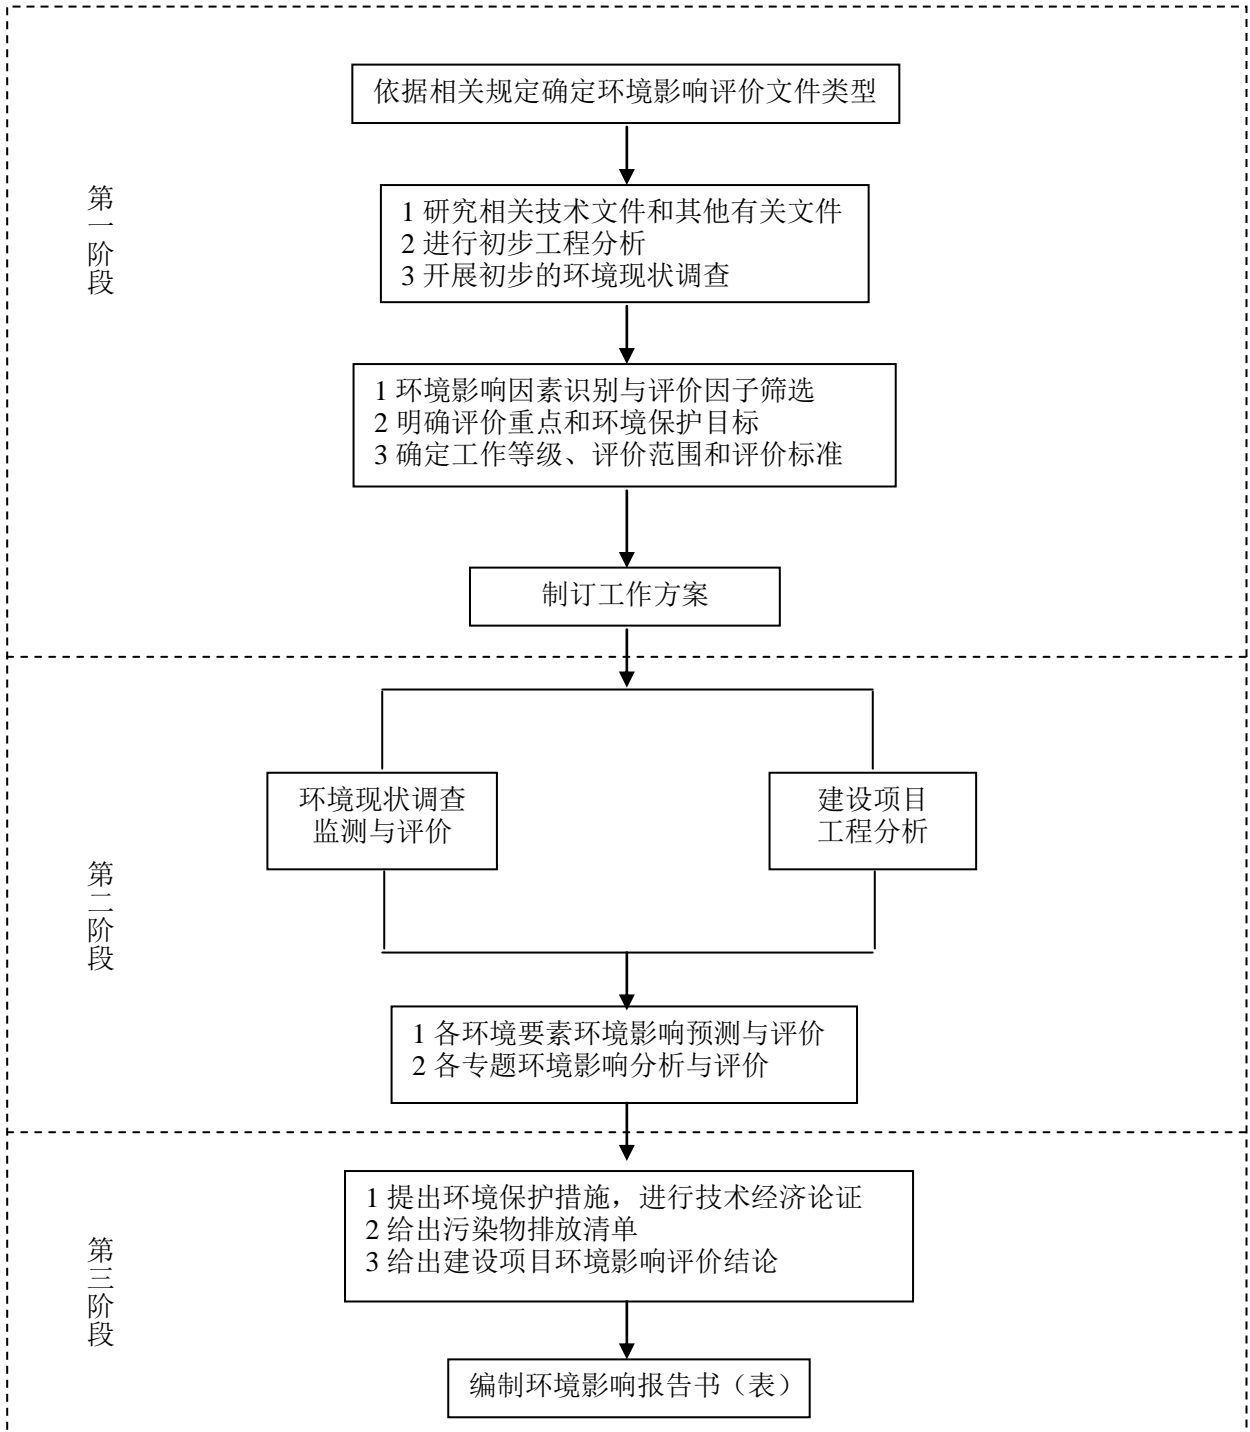 依据相关规定确定环境影响评价文件类型
第一阶段
1 研究相关技术文件和其他有关文件
2 进行初步工程分析
3 开展初步的环境现状调查
1 环境影响因素识别与评价因子筛选
2 明确评价重点和环境保护目标
3 确定工作等级、评价范围和评价标准
制订工作方案
第二阶段
环境现状调查
监测与评价
建设项目
工程分析
1 各环境要素环境影响预测与评价
2 各专题环境影响分析与评价
第三阶段
1 提出环境保护措施，进行技术经济论证
2 给出污染物排放清单
3 给出建设项目环境影响评价结论
编制环境影响报告书（表）